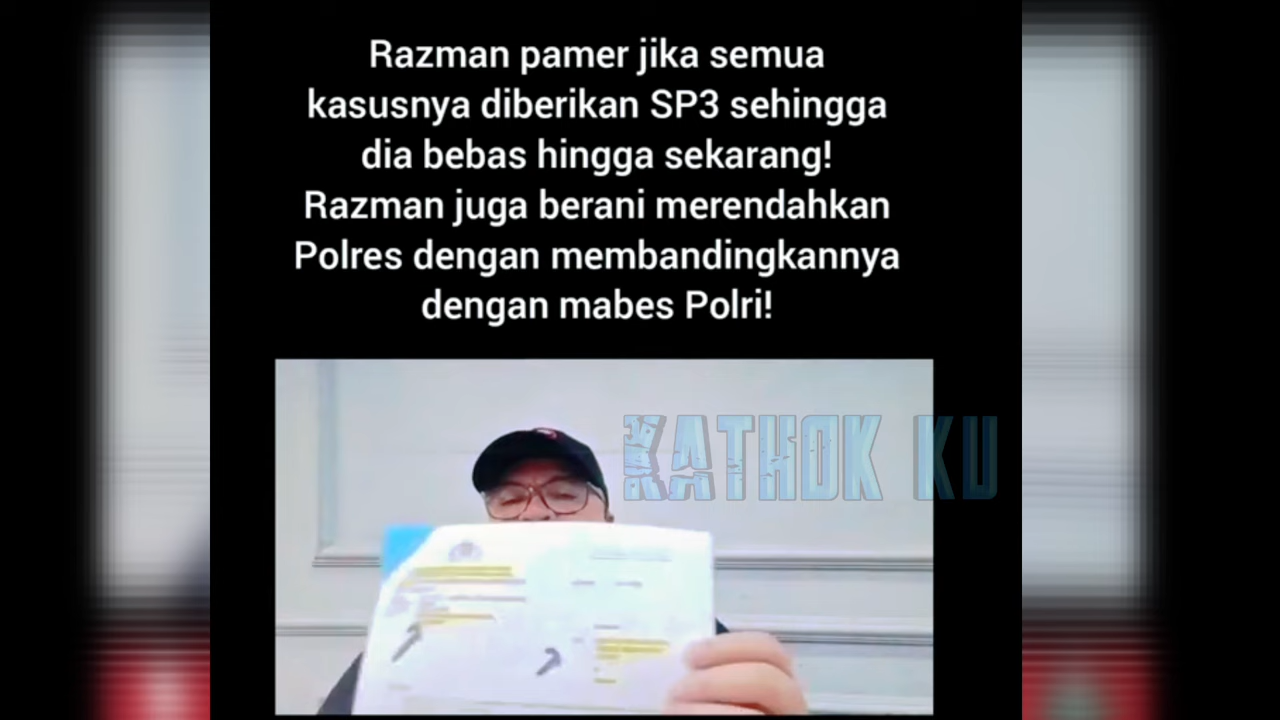 Razman pamer jika semua
kasusnya diberikan SP3 sehingga
dia bebas hingga sekarang!
Razman juga berani merendahkan
Polres dengan membandingkannya
dengan mabes Polri!
KATHOK KU